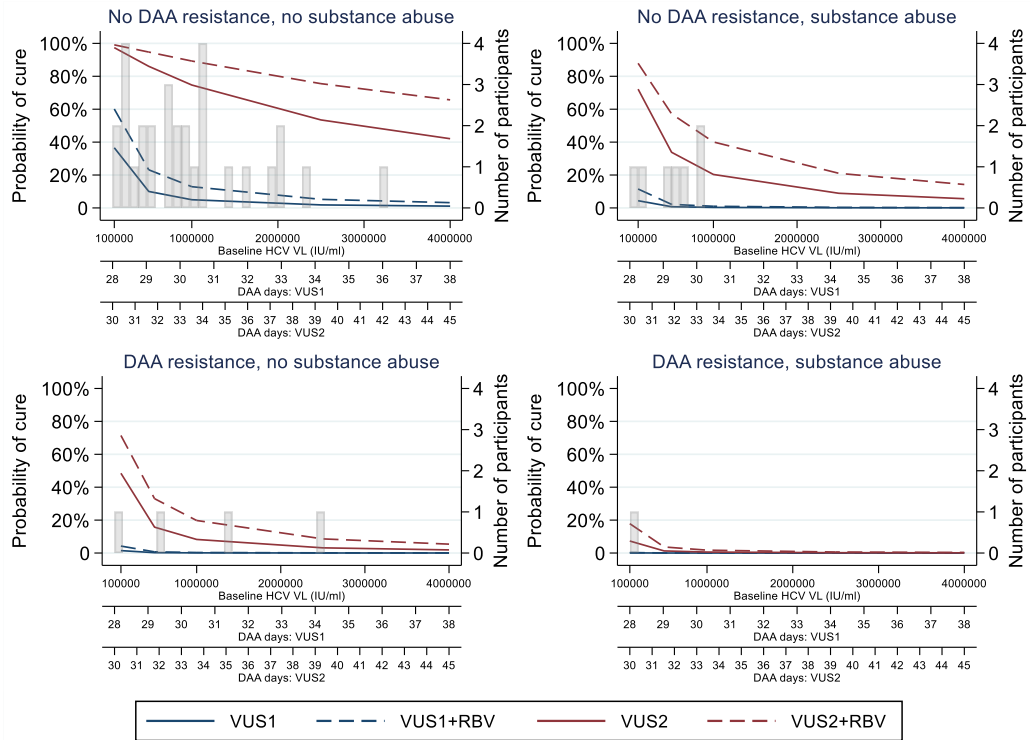 No DAA resistance, no substance abuse
Probability of cure
100%
80%
60%
40%
20%
0
4
3
2
1
0
Number of participants
100000 1000000 2000000 3000000 4000000
Baseline HCV VL (IU/ml)
28 29 30 31 32 33 34 35 36 37 38
DAA days: VUS1
30 31 32 33 34 35 36 37 38 39 40 41 42 43 44 45
DAA days: VUS2
No DAA resistance, substance abuse
Probability of cure
100%
80%
60%
40%
20%
0
4
3
2
1
0
Number of participants
100000 1000000 2000000 3000000 4000000
Baseline HCV VL (IU/ml)
28 29 30 31 32 33 34 35 36 37 38
DAA days: VUS1
30 31 32 33 34 35 36 37 38 39 40 41 42 43 44 45
DAA days: VUS2
DAA resistance, no substance abuse
Probability of cure
100%
80%
60%
40%
20%
0
4
3
2
1
0
Number of participants
100000 1000000 2000000 3000000 4000000
Baseline HCV VL (IU/ml)
28 29 30 31 32 33 34 35 36 37 38
DAA days: VUS1
30 31 32 33 34 35 36 37 38 39 40 41 42 43 44 45
DAA days: VUS2
DAA resistance, substance abuse
Probability of cure
100%
80%
60%
40%
20%
0
4
3
2
1
0
Number of participants
100000 1000000 2000000 3000000 4000000
Baseline HCV VL (IU/ml)
28 29 30 31 32 33 34 35 36 37 38
DAA days: VUS1
30 31 32 33 34 35 36 37 38 39 40 41 42 43 44 45
DAA days: VUS2
VUS1 VUS1+RBV VUS2 VUS2+RBV